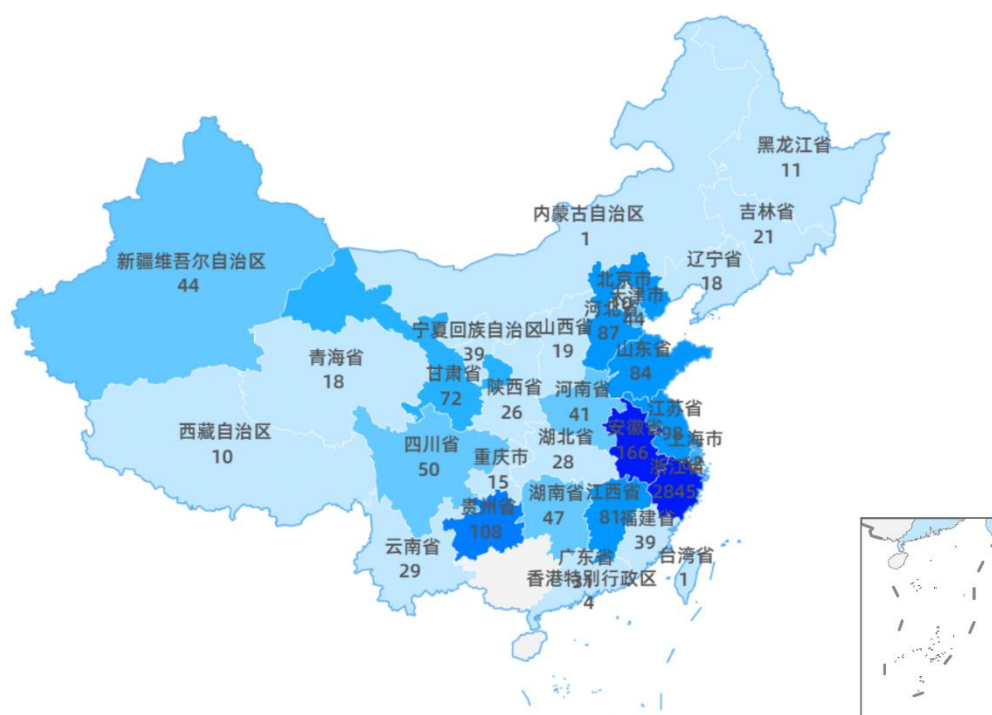 黑龙江省
11
吉林省
21
内蒙古自治区
1
辽宁省
18
新疆维吾尔自治区
44
北京市
天津市
44
河北省
87
宁夏回族自治区
39
山西省
19
山东省
84
青海省
18
甘肃省
72
陕西省
26
河南省
41
江苏省
98
安徽省
166
上海市
西藏自治区
10
四川省
50
湖北省
28
重庆市
15
浙江省
2845
贵州省
108
湖南省
47
江西省
81
福建省
39
云南省
29
广东省
台湾省
1
香港特别行政区
4